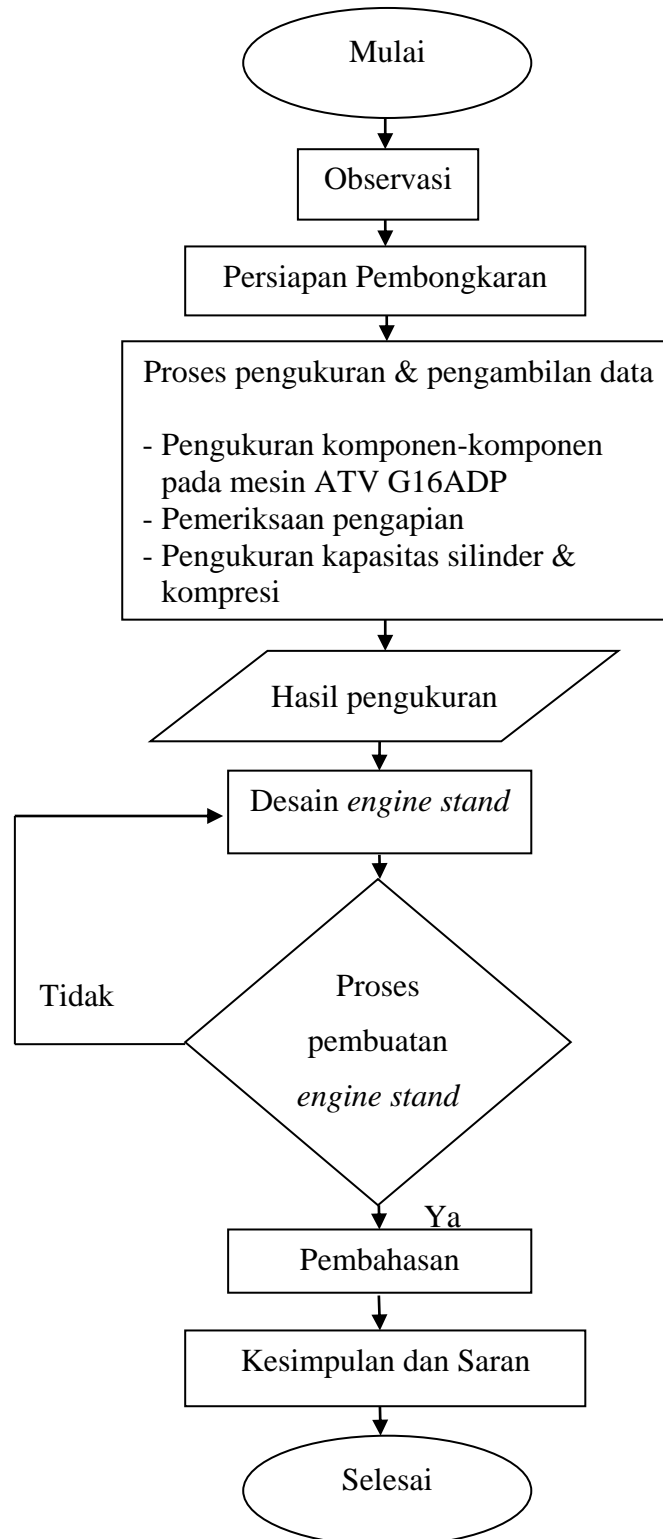 Mulai
Observasi
Persiapan Pembongkaran
Proses pengukuran & pengambilan data
- Pengukuran komponen-komponen
pada mesin ATV G16ADP
- Pemeriksaan pengapian
- Pengukuran kapasitas silinder &
kompresi
Hasil pengukuran
Desain engine stand
Tidak
Proses
pembuatan
engine stand
Ya
Pembahasan
Kesimpulan dan Saran
Selesai